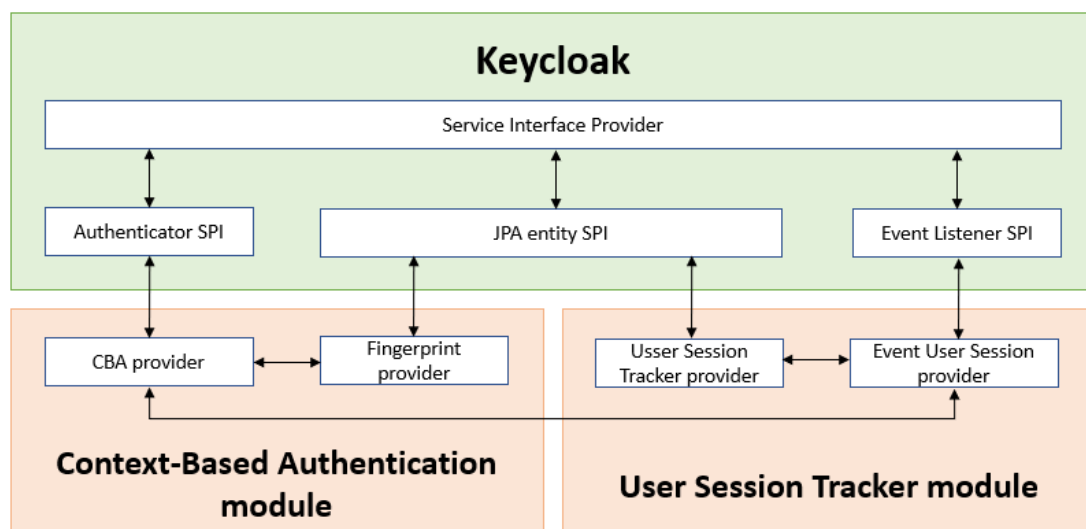 Keycloak
Service Interface Provider
Authenticator SPI
JPA entity SPI
Event Listener SPI
CBA provider
Fingerprint
provider
Usser Session
Tracker provider
Event User Session
provider
Context-Based Authentication
module
User Session Tracker module